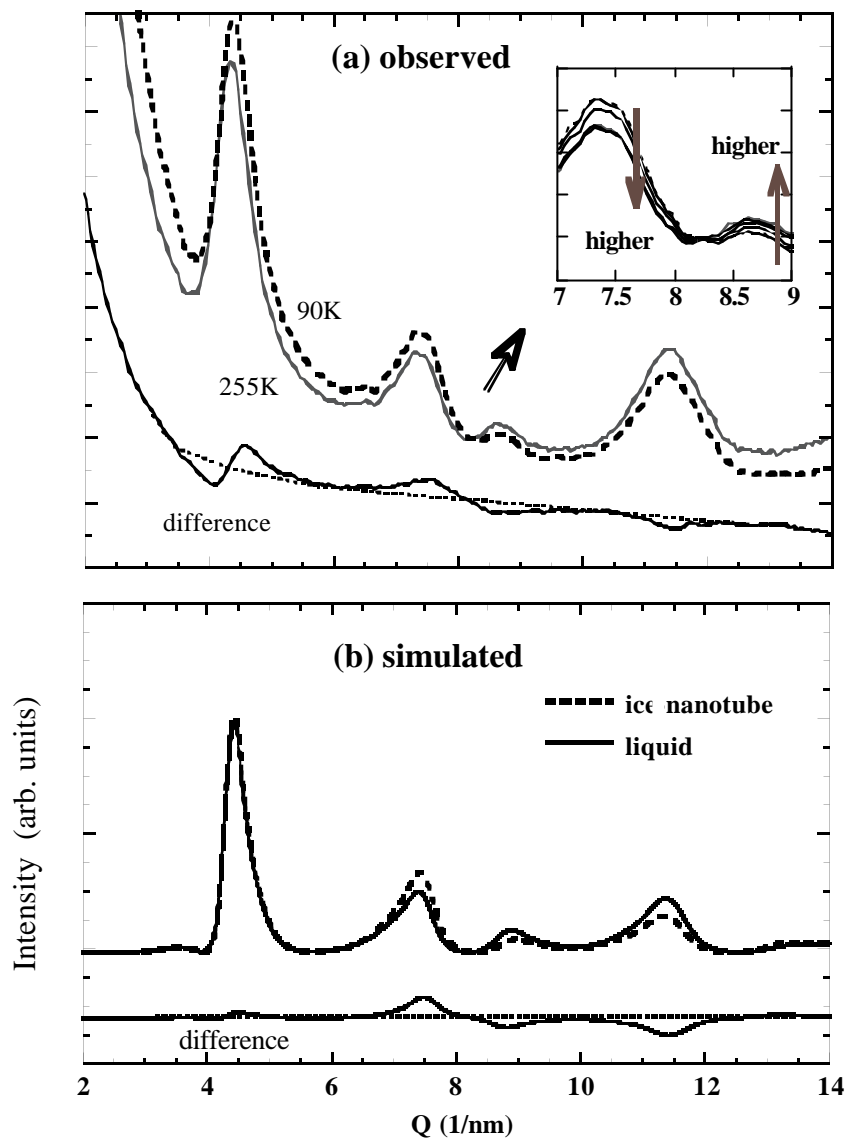 (a) observed
higher
higher
7 7.5 8 8.5 9
90K
255K
difference
(b) simulated
ice nanotube
liquid
Intensity (arb. units)
difference
2 4 6 8 10 12 14
Q (1/nm)